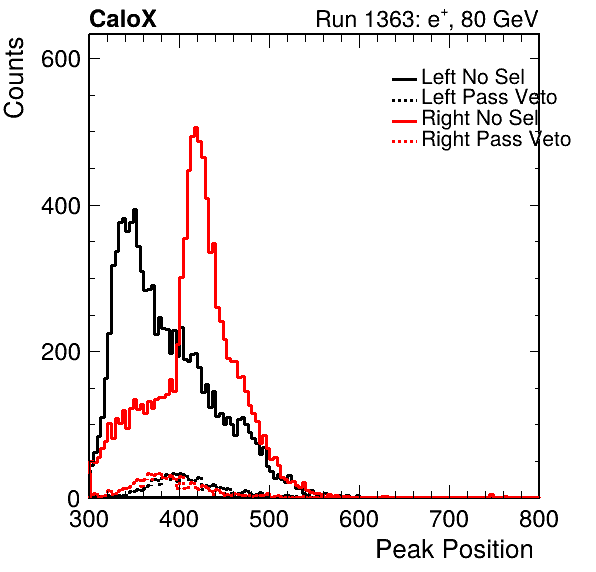 CaloX Run 1363: e+, 80 GeV
Counts
600
400
200
0
Left No Sel
Left Pass Veto
Right No Sel
Right Pass Veto
300 400 500 600 700 800
Peak Position